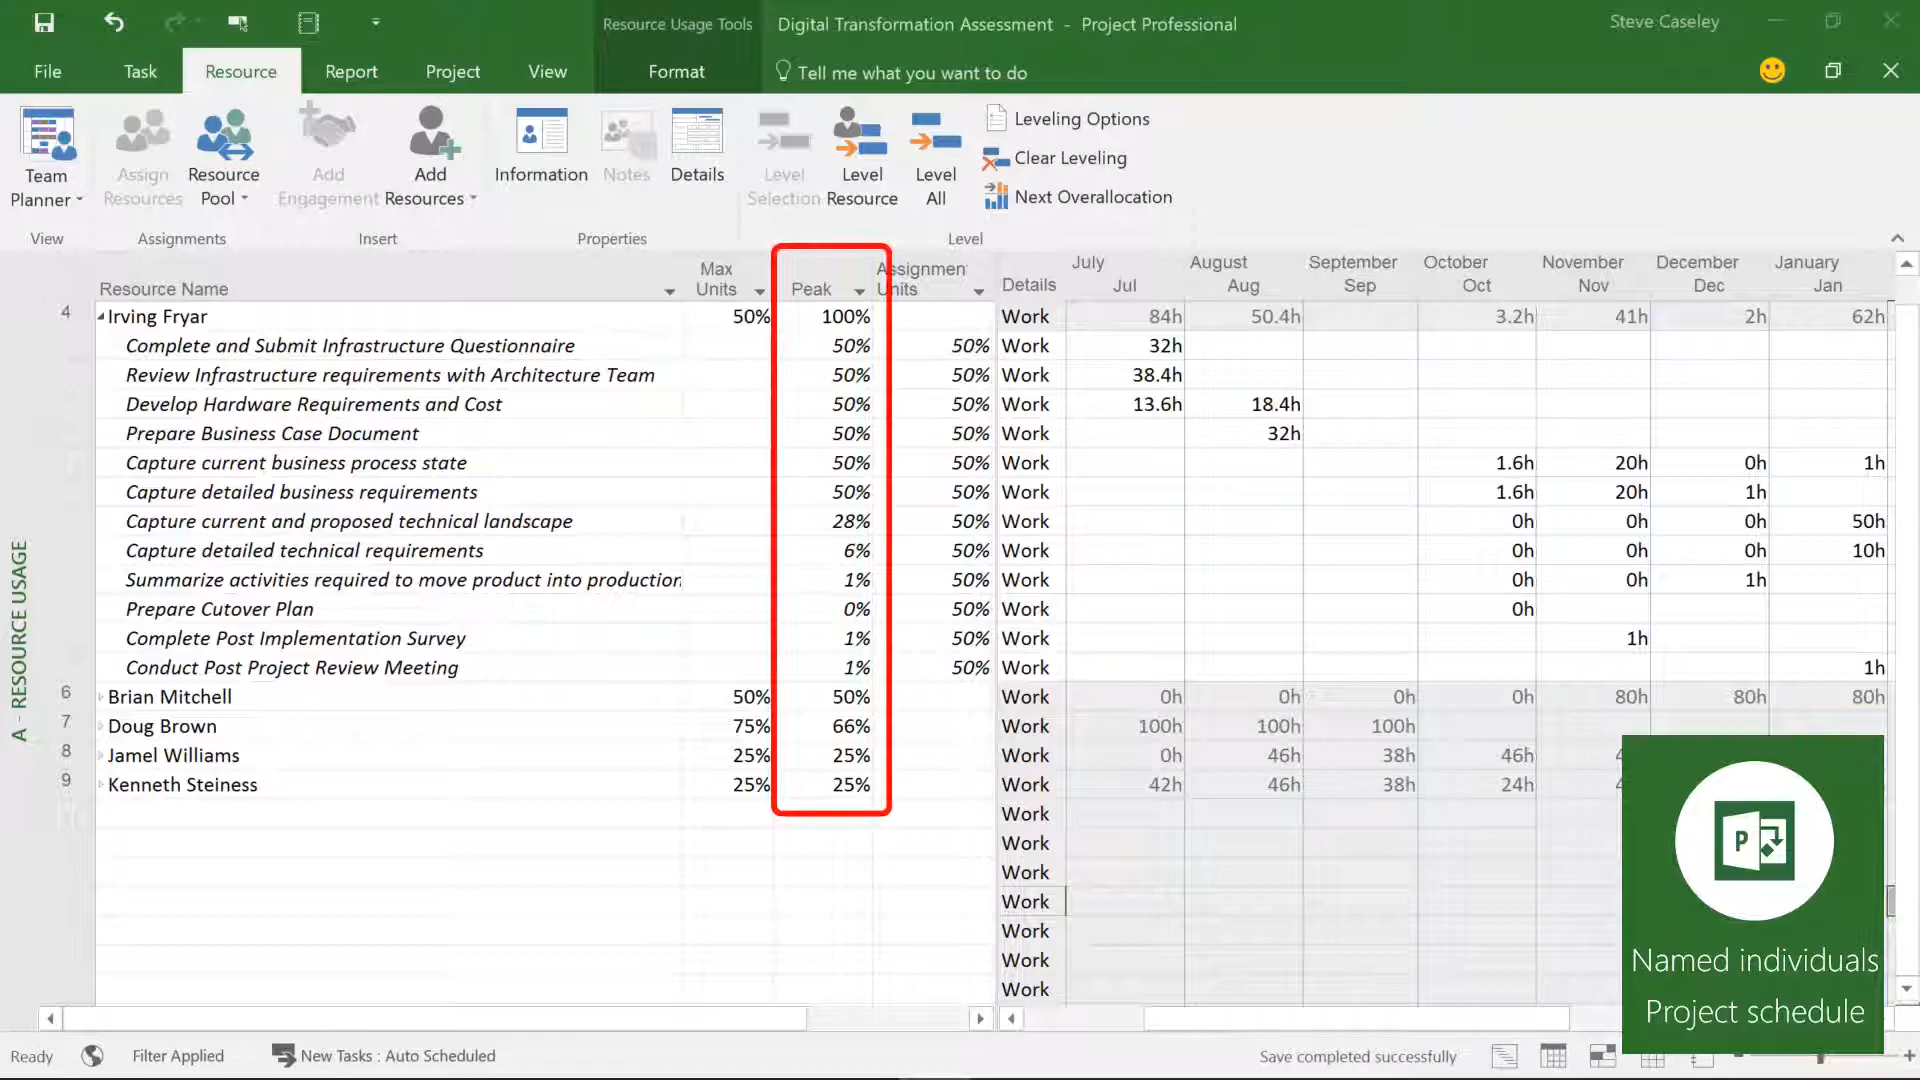 Resource Usage Tools
Digital Transformation Assessment - Project Professional
Steve Caseley
File
Task
Resource
Report
Project
View
Format
Tell me what you want to do
Team
Planner
Assign
Resources
Resource
Pool
Add
Engagement
Add
Resources
Information
Notes
Details
Level
Selection
Level
Resource
Level
All
Leveling Options
Clear Leveling
Next Overallocation
View
Assignments
Insert
Properties
Level
Resource Name
Max
Units
Peak
Assignmen
Units
Details
July August September October November December January
Jul Aug Sep Oct Nov Dec Jan
4 Irving Fryar 50% 100% Work 84h 50.4h 3.2h 41h 2h 62h
Complete and Submit Infrastructure Questionnaire 50% 50% Work 32h
Review Infrastructure requirements with Architecture Team 50% 50% Work 38.4h
Develop Hardware Requirements and Cost 50% 50% Work 13.6h 18.4h
Prepare Business Case Document 50% 50% Work 32h
Capture current business process state 50% 50% Work 1.6h 20h 0h 1h
Capture detailed business requirements 50% 50% Work 1.6h 20h 1h
Capture current and proposed technical landscape 28% 50% Work 0h 0h 0h 50h
Capture detailed technical requirements 6% 50% Work 0h 0h 0h 10h
Summarize activities required to move product into production 1% 50% Work 0h 0h 1h
Prepare Cutover Plan 0% 50% Work 0h
Complete Post Implementation Survey 1% 50% Work 1h
Conduct Post Project Review Meeting 1% 50% Work 1h
6 Brian Mitchell 50% 50% Work 0h 0h 0h 0h 80h 80h 80h
7 Doug Brown 75% 66% Work 100h 100h 100h
8 Jamel Williams 25% 25% Work 0h 46h 38h 46h
9 Kenneth Steiness 25% 25% Work 42h 46h 38h 24h
Work
Work
Work
Work
Work
Work
Work
A - RESOURCE USAGE
P
Named individuals
Project schedule
Ready
Filter Applied
New Tasks : Auto Scheduled
Save completed successfully